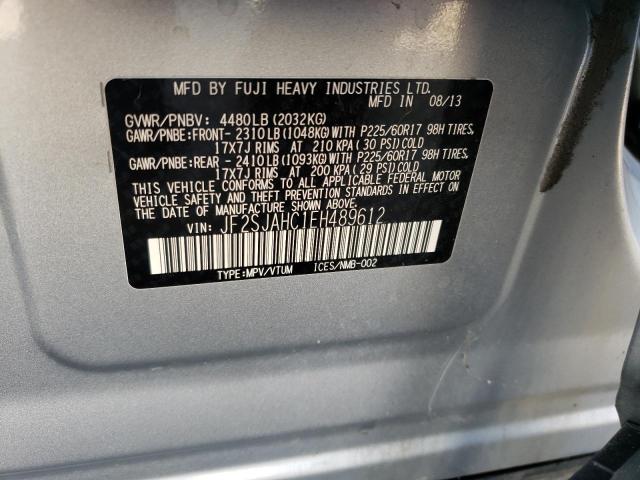 MFD BY FUJI HEAVY INDUSTRIES LTD.
MFD IN 08/13
GVWR/PNBV: 4480LB (2032KG)
GAWR/PNBE:FRONT- 2310LB (1048KG) WITH P225/60R17 98H TIRES,
17X7J RIMS AT 210 KPA ( 30 PSI) COLD
GAWR/PNBE:REAR - 2410LB (1093KG) WITH P225/60R17 98H TIRES,
17X7J RIMS AT 200 KPA (29 PSI) COLD
THIS VEHICLE CONFORMS TO ALL APPLICABLE FEDERAL MOTOR
VEHICLE SAFETY AND THEFT PREVENTION STANDARDS IN EFFECT
ON THE DATE OF MANUFACTURE SHOWN ABOVE.
VIN: JF2SJAHC1EH489612
TYPE:MPV/VTUM ICES/NMB-002